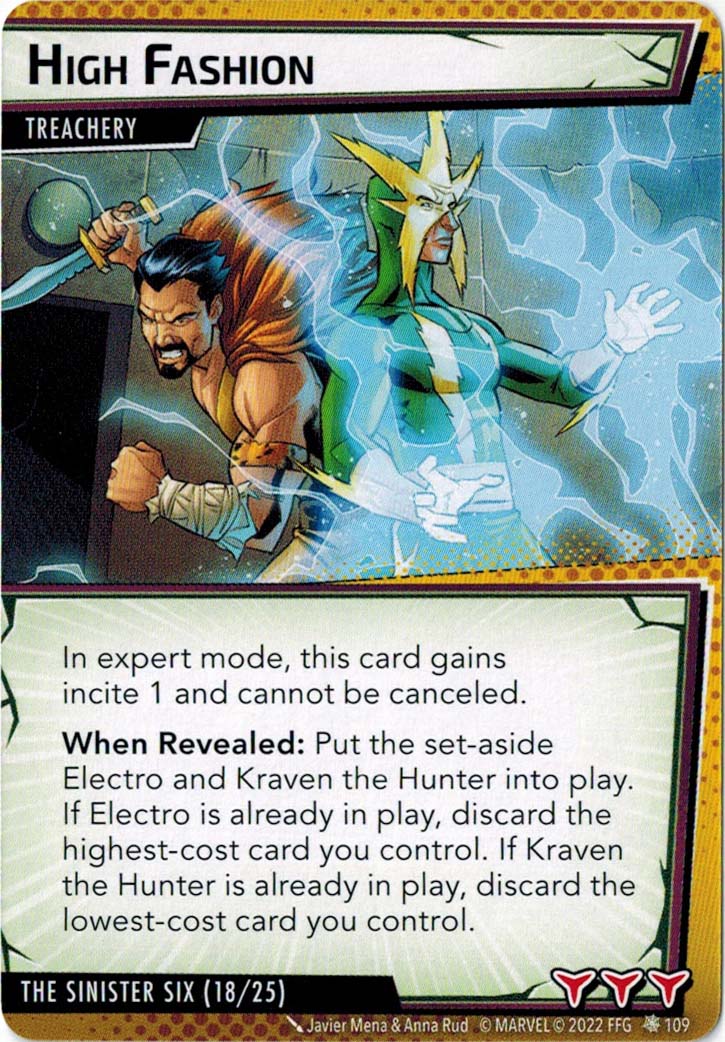 HIGH FASHION
TREACHERY
In expert mode, this card gains
incite 1 and cannot be canceled.
When Revealed: Put the set-aside
Electro and Kraven the Hunter into play.
If Electro is already in play, discard the
highest-cost card you control. If Kraven
the Hunter is already in play, discard the
lowest-cost card you control.
THE SINISTER SIX (18/25)
Javier Mena & Anna Rud © MARVEL © 2022 FFG 109